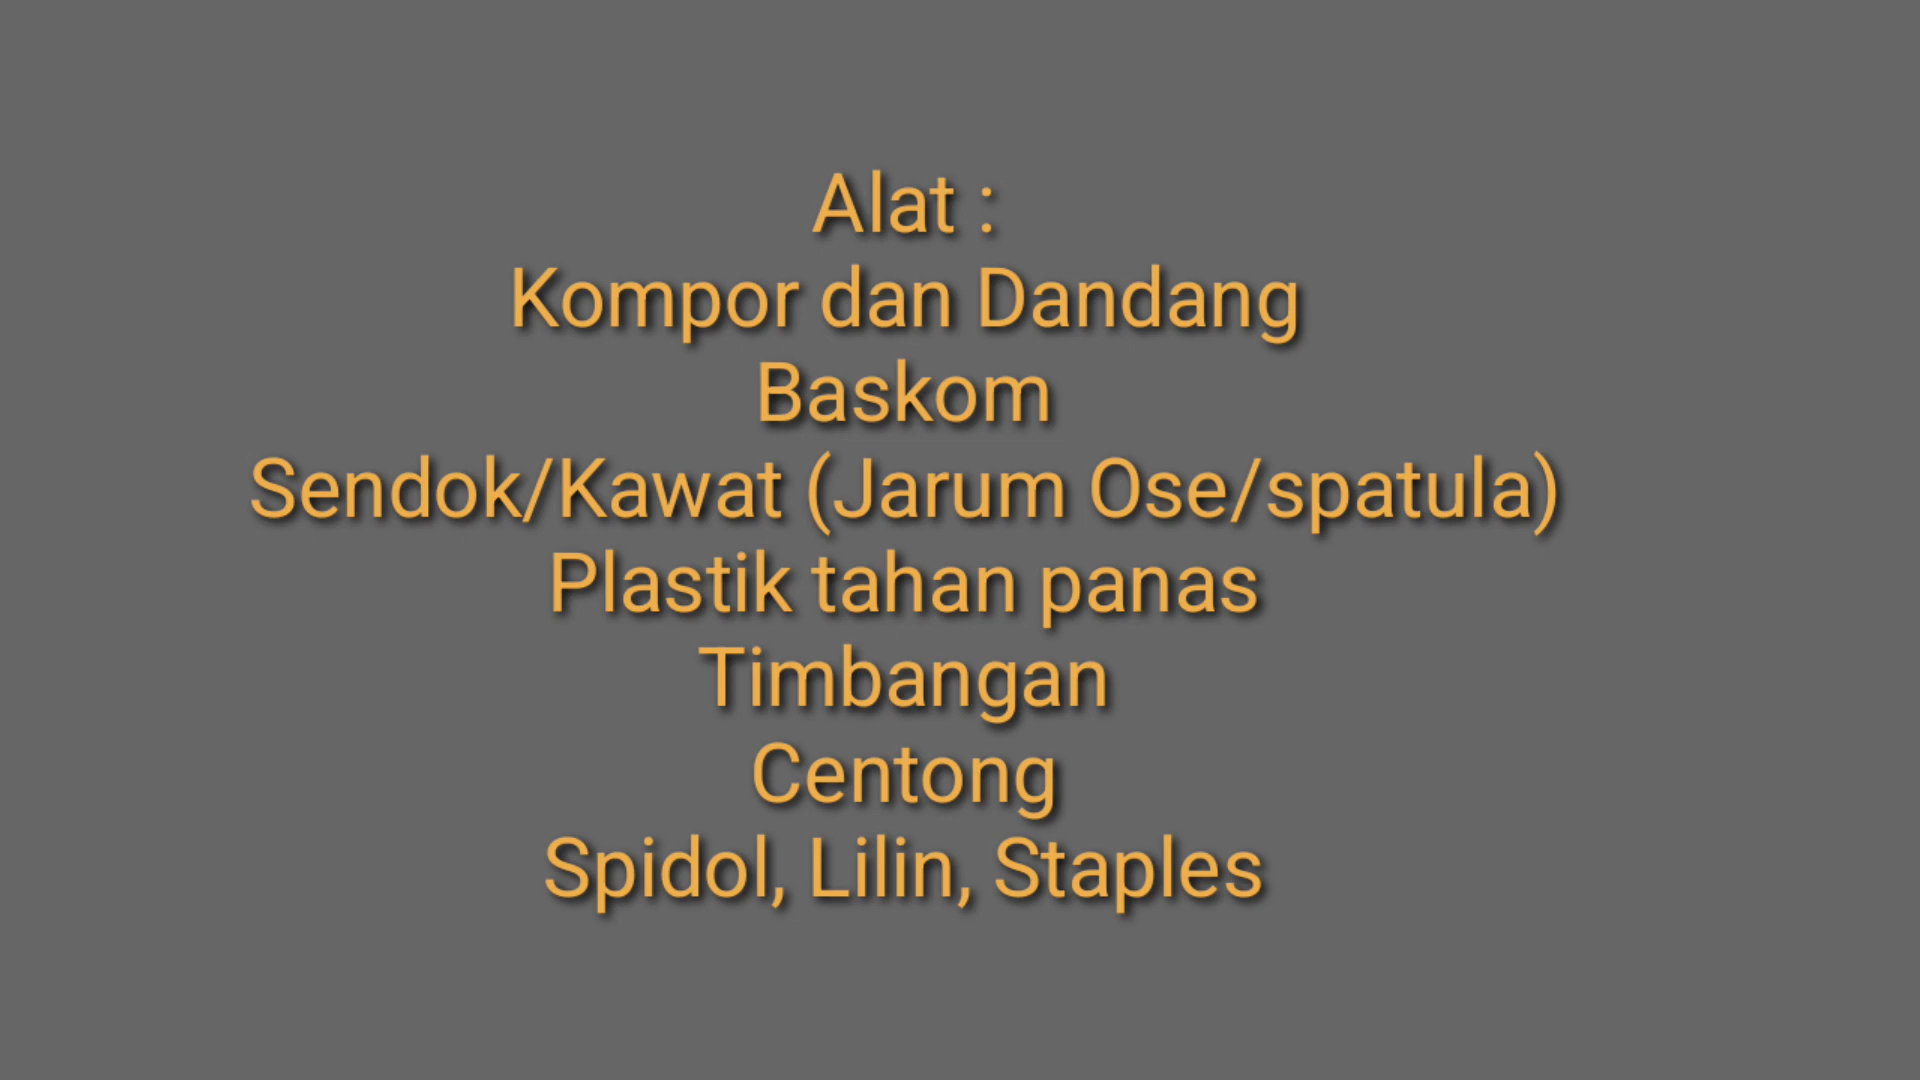 Alat :
Kompor dan Dandang
Baskom
Sendok/Kawat (Jarum Ose/spatula)
Plastik tahan panas
Timbangan
Centong
Spidol, Lilin, Staples